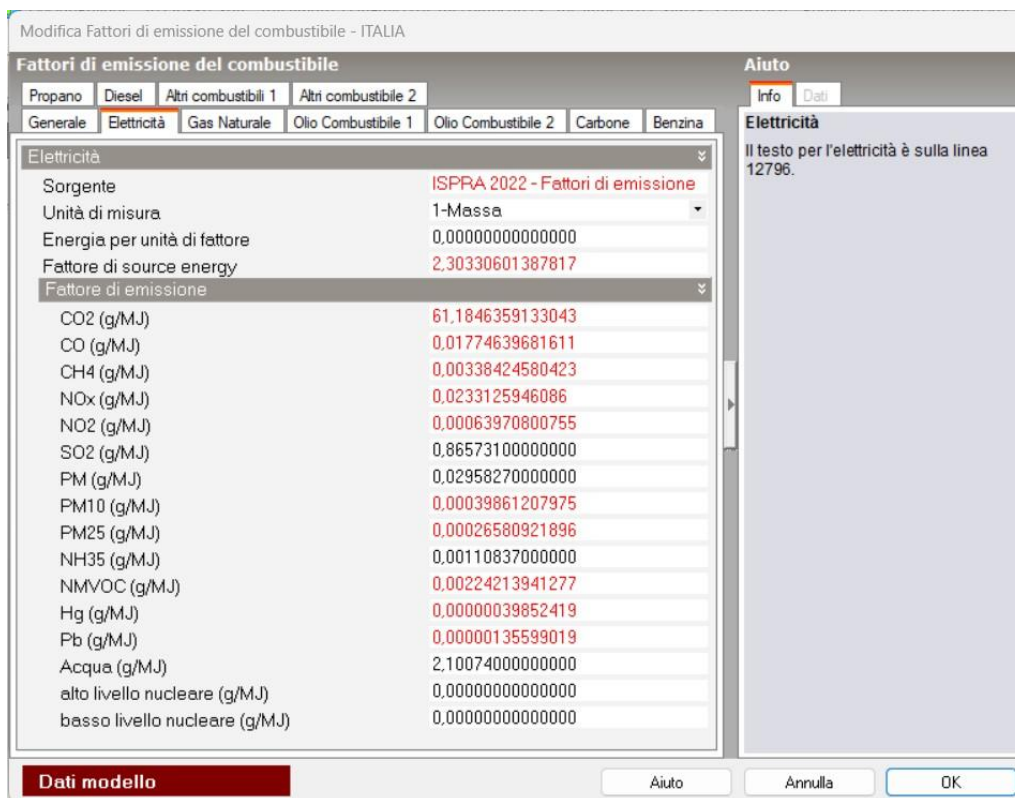 Modifica Fattori di emissione del combustibile - ITALIA
Fattori di emissione del combustibile
Propano Diesel Altri combustibili 1 Altri combustibile 2
Generale Elettricità Gas Naturale Olio Combustibile 1 Olio Combustibile 2 Carbone Benzina
Elettricità
Sorgente ISPRA 2022 - Fattori di emissione
Unità di misura 1-Massa
Energia per unità di fattore 0,00000000000000
Fattore di source energy 2,30330601387817
Fattore di emissione
CO2 (g/MJ) 61,1846359133043
CO (g/MJ) 0,01774639681611
CH4 (g/MJ) 0,00338424580423
NOx (g/MJ) 0,0233125946086
NO2 (g/MJ) 0,00063970800755
SO2 (g/MJ) 0,86573100000000
PM (g/MJ) 0,02958270000000
PM10 (g/MJ) 0,00039861207975
PM25 (g/MJ) 0,00026580921896
NH35 (g/MJ) 0,00110837000000
NMVOC (g/MJ) 0,00224213941277
Hg (g/MJ) 0,00000039852419
Pb (g/MJ) 0,00000135599019
Acqua (g/MJ) 2,10074000000000
alto livello nucleare (g/MJ) 0,00000000000000
basso livello nucleare (g/MJ) 0,00000000000000
Aiuto
Info Dati
Elettricità
Il testo per l'elettricità è sulla linea
12796.
Dati modello
Aiuto Annulla OK